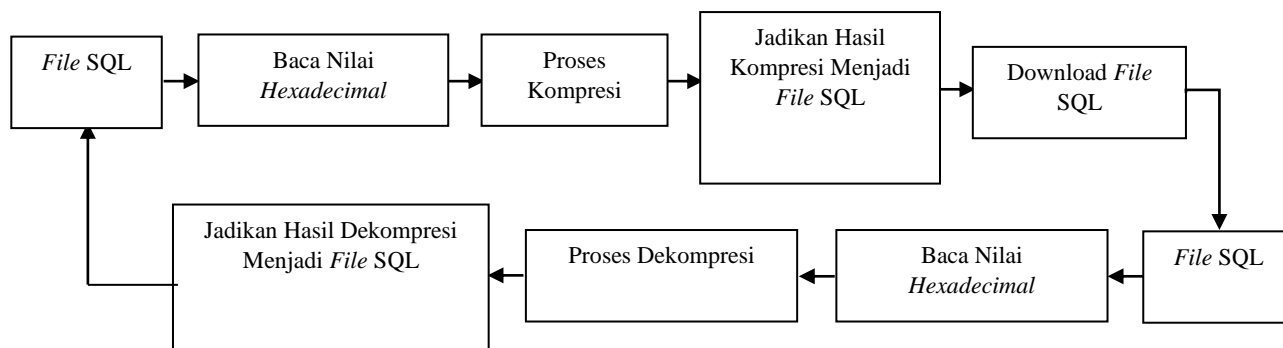 File SQL
Baca Nilai
Hexadecimal
Proses
Kompresi
Jadikan Hasil
Kompresi Menjadi
File SQL
Download File
SQL
File SQL
Baca Nilai
Hexadecimal
Proses Dekompresi
Jadikan Hasil Dekompresi
Menjadi File SQL